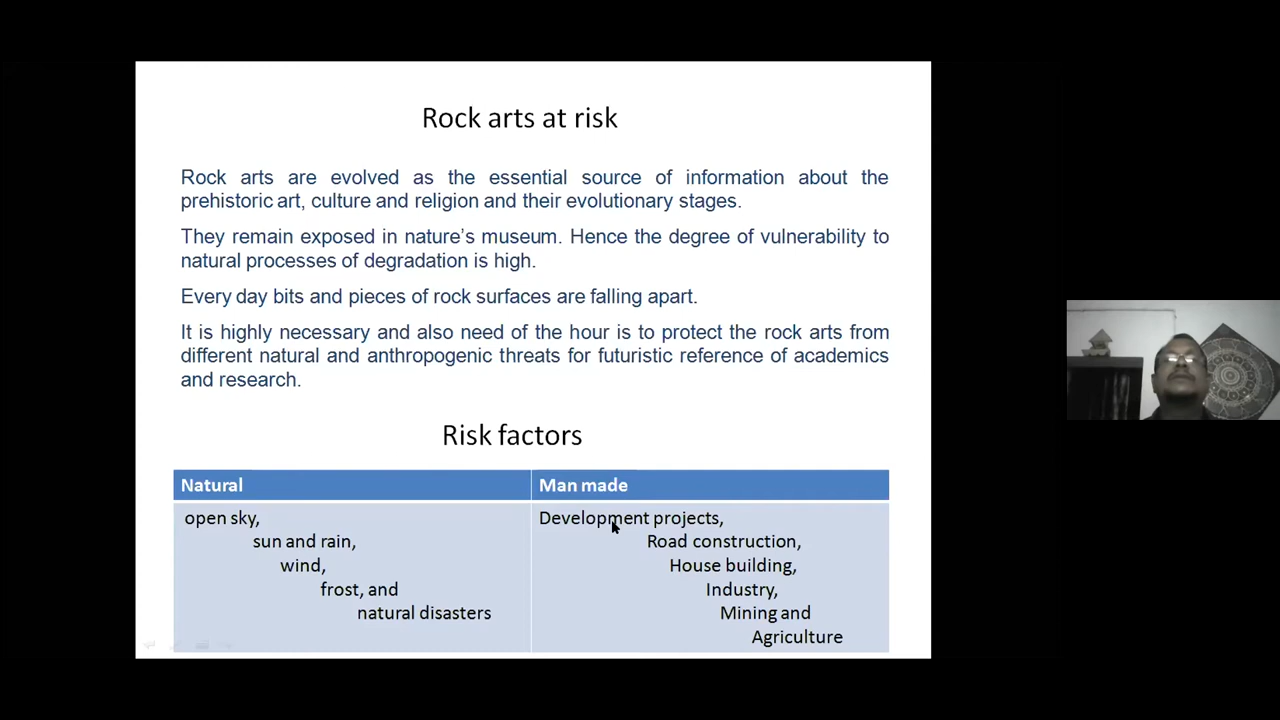 Rock arts at risk
Rock arts are evolved as the essential source of information about the
prehistoric art, culture and religion and their evolutionary stages.
They remain exposed in nature's museum. Hence the degree of vulnerability to
natural processes of degradation is high.
Every day bits and pieces of rock surfaces are falling apart.
It is highly necessary and also need of the hour is to protect the rock arts from
different natural and anthropogenic threats for futuristic reference of academics
and research.
Risk factors
Natural
open sky,
sun and rain,
wind,
frost, and
natural disasters
Man made
Development projects,
Road construction,
House building,
Industry,
Mining and
Agriculture